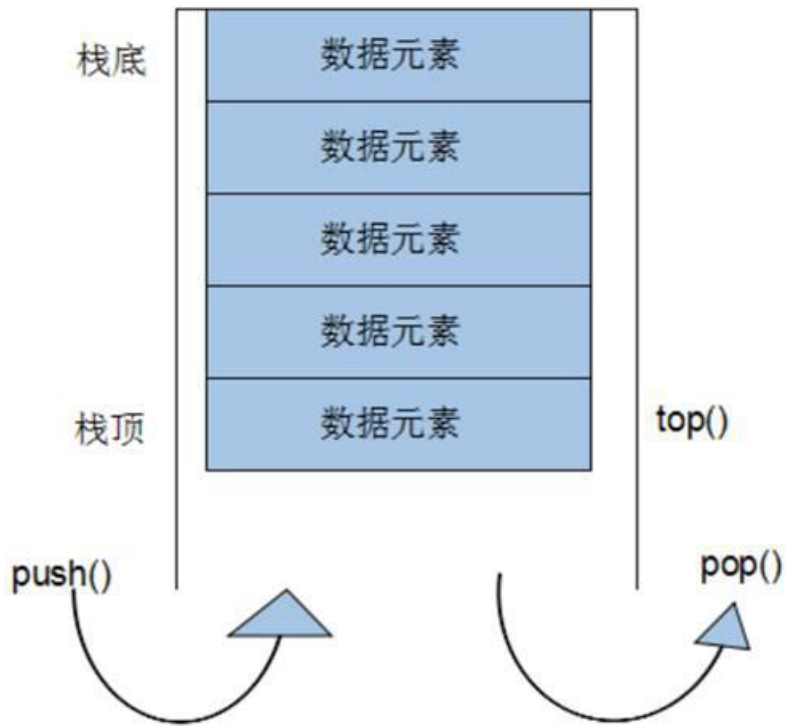 栈底
数据元素
数据元素
数据元素
数据元素
栈顶
数据元素
top()
push()
pop()